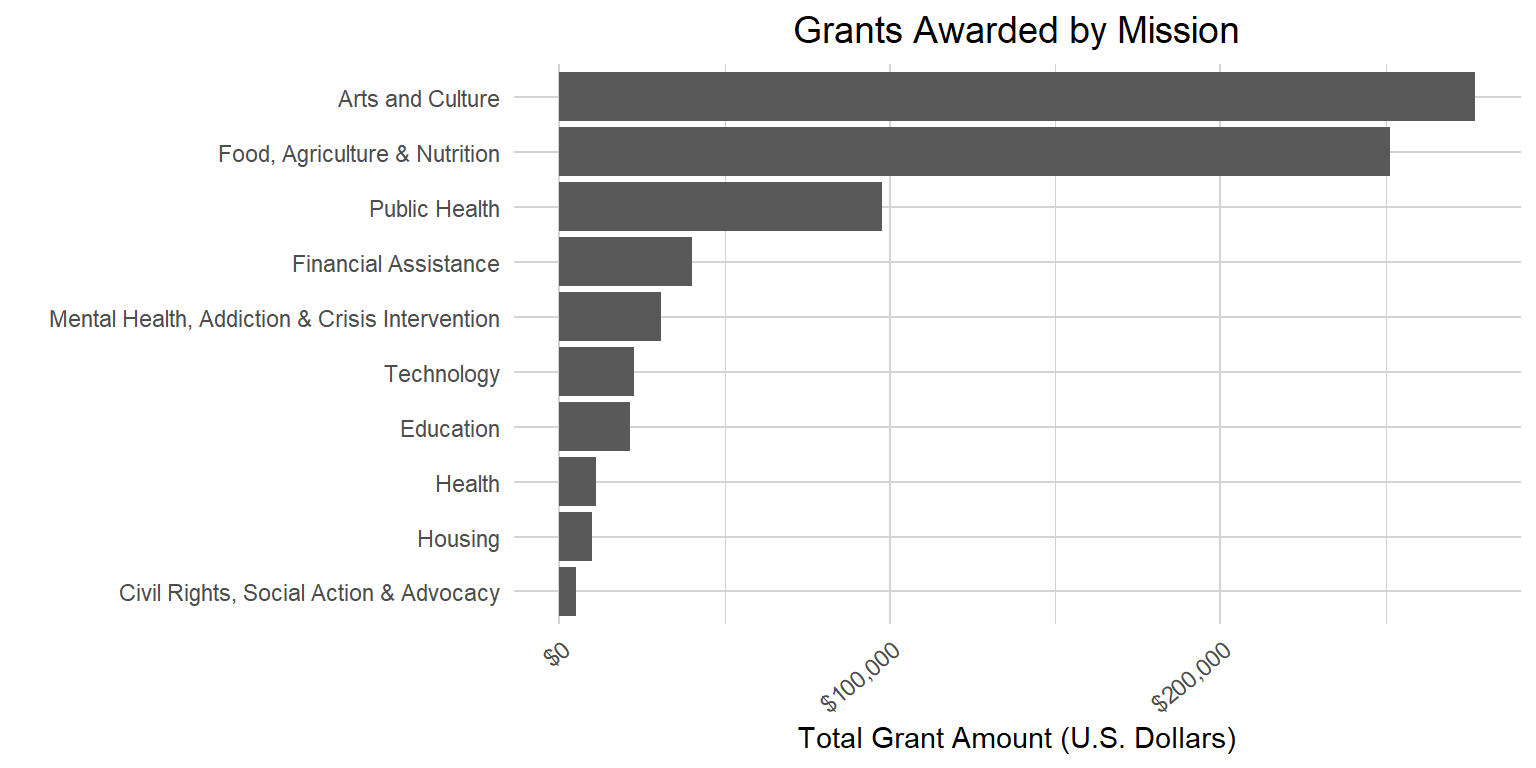 Grants Awarded by Mission
Arts and Culture
Food, Agriculture & Nutrition
Public Health
Financial Assistance
Mental Health, Addiction & Crisis Intervention
Technology
Education
Health
Housing
Civil Rights, Social Action & Advocacy
$0
$100,000
$200,000
Total Grant Amount (U.S. Dollars)